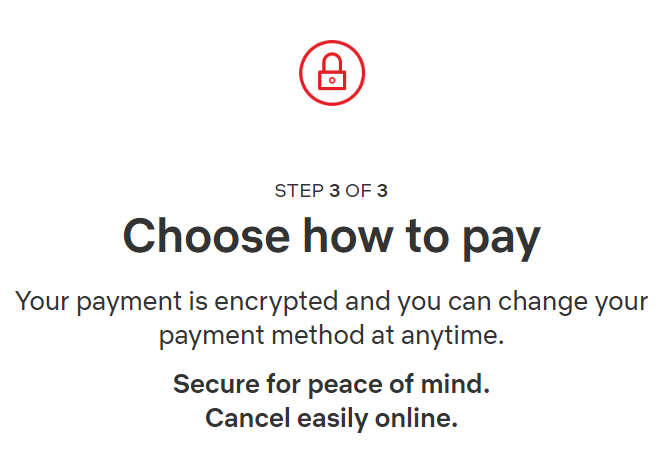 STEP 3 OF 3
Choose how to pay
Your payment is encrypted and you can change your
payment method at anytime.
Secure for peace of mind.
Cancel easily online.